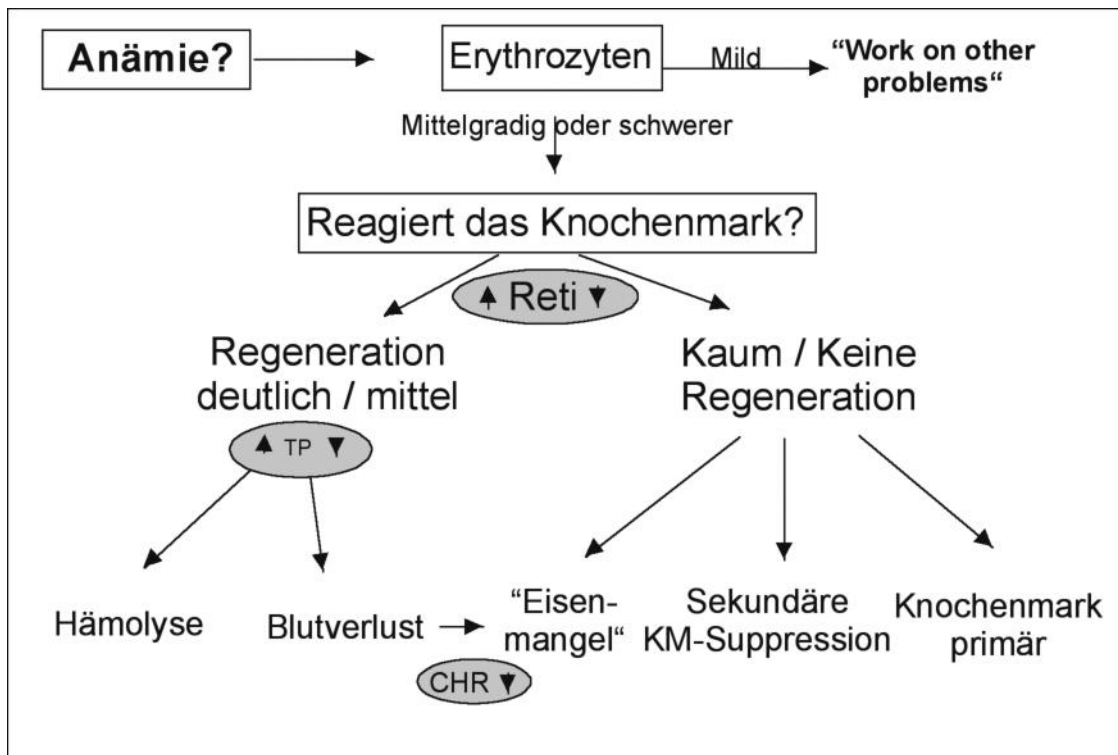 Anämie?
Erythrozyten
Mild
“Work on other
problems“
Mittelgradig oder schwerer
Reagiert das Knochenmark?
Reti
Regeneration
deutlich / mittel
Kaum / Keine
Regeneration
TP
Hämolyse
Blutverlust
“Eisen-
mangel“
Sekundäre
KM-Suppression
Knochenmark
primär
CHR